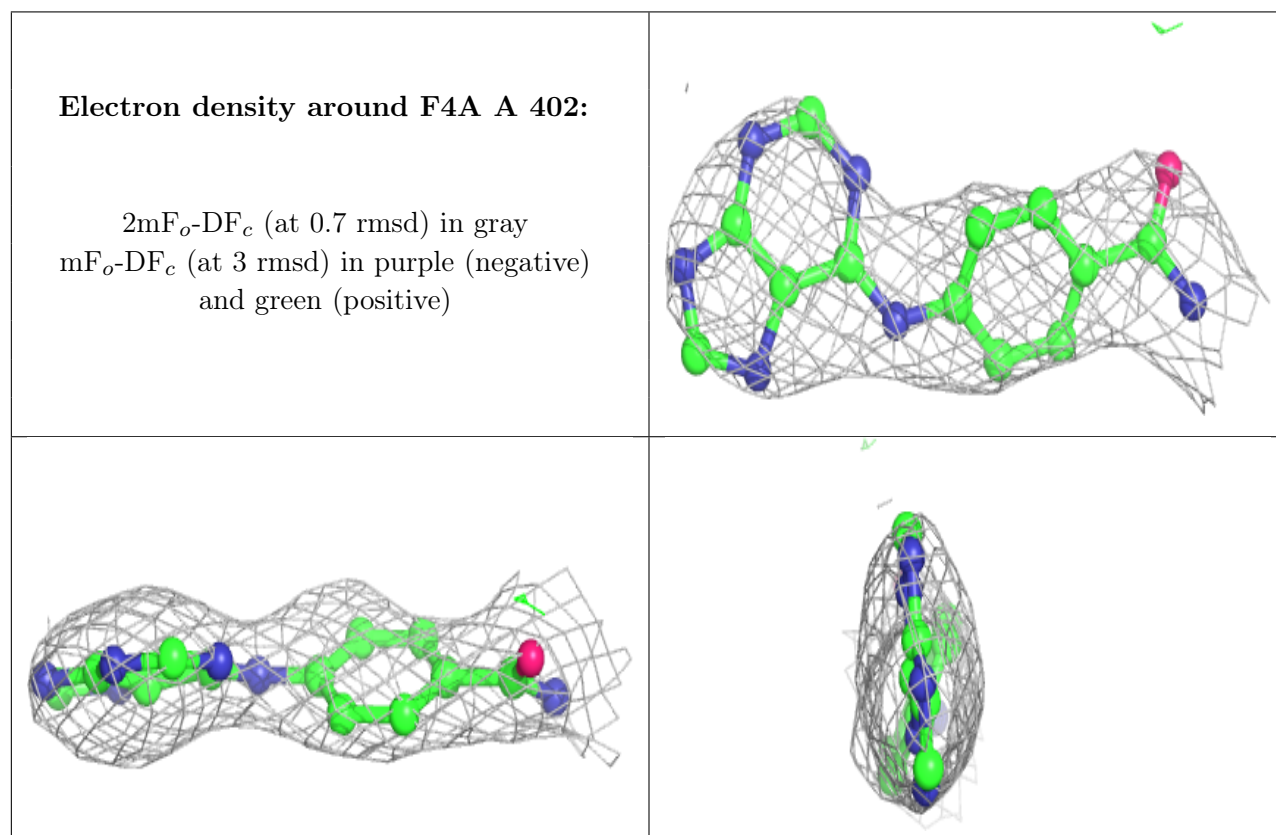 Electron density around F4A A 402:
2mFo-DFc (at 0.7 rmsd) in gray
mFo-DFc (at 3 rmsd) in purple (negative)
and green (positive)